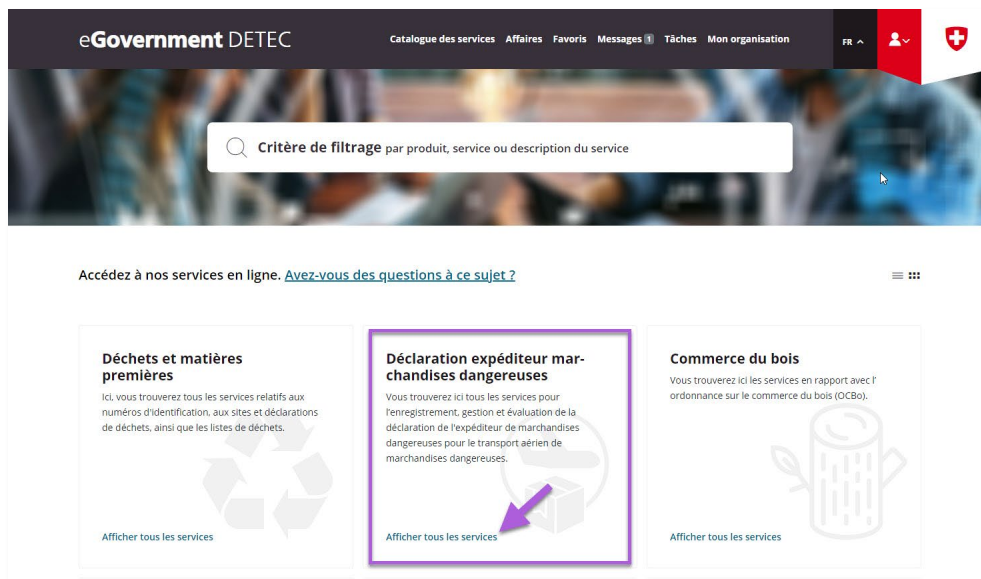 eGovernment DETEC
Catalogue des services Affaires Favoris Messages 1 Tâches Mon organisation
FR
Critère de filtrage par produit, service ou description du service
Accédez à nos services en ligne. Avez-vous des questions à ce sujet ?
Déchets et matières
premières
Ici, vous trouverez tous les services relatifs aux
numéros d'identification, aux sites et déclarations
de déchets, ainsi que les listes de déchets.
Afficher tous les services
Déclaration expéditeur mar-
chandises dangereuses
Vous trouverez ici tous les services pour
l'enregistrement, gestion et évaluation de la
déclaration de l'expéditeur de marchandises
dangereuses pour le transport aérien de
marchandises dangereuses.
Afficher tous les services
Commerce du bois
Vous trouverez ici les services en rapport avec l'
ordonnance sur le commerce du bois (OCBo).
Afficher tous les services